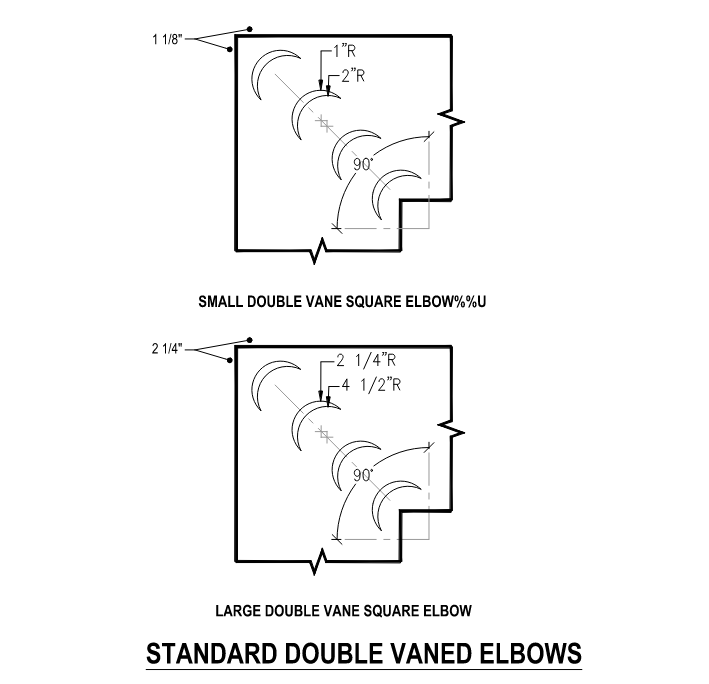 1 1/8"
1"R
2"R
90°
SMALL DOUBLE VANE SQUARE ELBOW%%U
2 1/4"
2 1/4"R
4 1/2"R
90°
LARGE DOUBLE VANE SQUARE ELBOW
STANDARD DOUBLE VANED ELBOWS